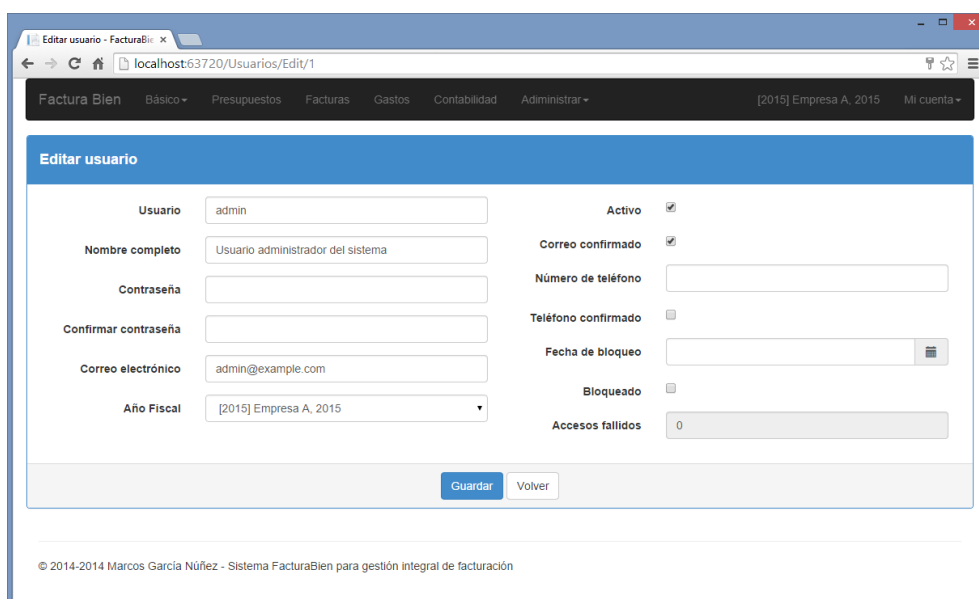 Editar usuario - FacturaBie
localhost:63720/Usuarios/Edit/1
Factura Bien Básico Presupuestos Facturas Gastos Contabilidad Adiministrar [2015] Empresa A, 2015 Mi cuenta
Editar usuario
Usuario admin
Nombre completo Usuario administrador del sistema
Contraseña
Confirmar contraseña
Correo electrónico admin@example.com
Año Fiscal [2015] Empresa A, 2015
Activo
Correo confirmado
Número de teléfono
Teléfono confirmado
Fecha de bloqueo
Bloqueado
Accesos fallidos 0
Guardar Volver
© 2014-2014 Marcos García Núñez - Sistema FacturaBien para gestión integral de facturación